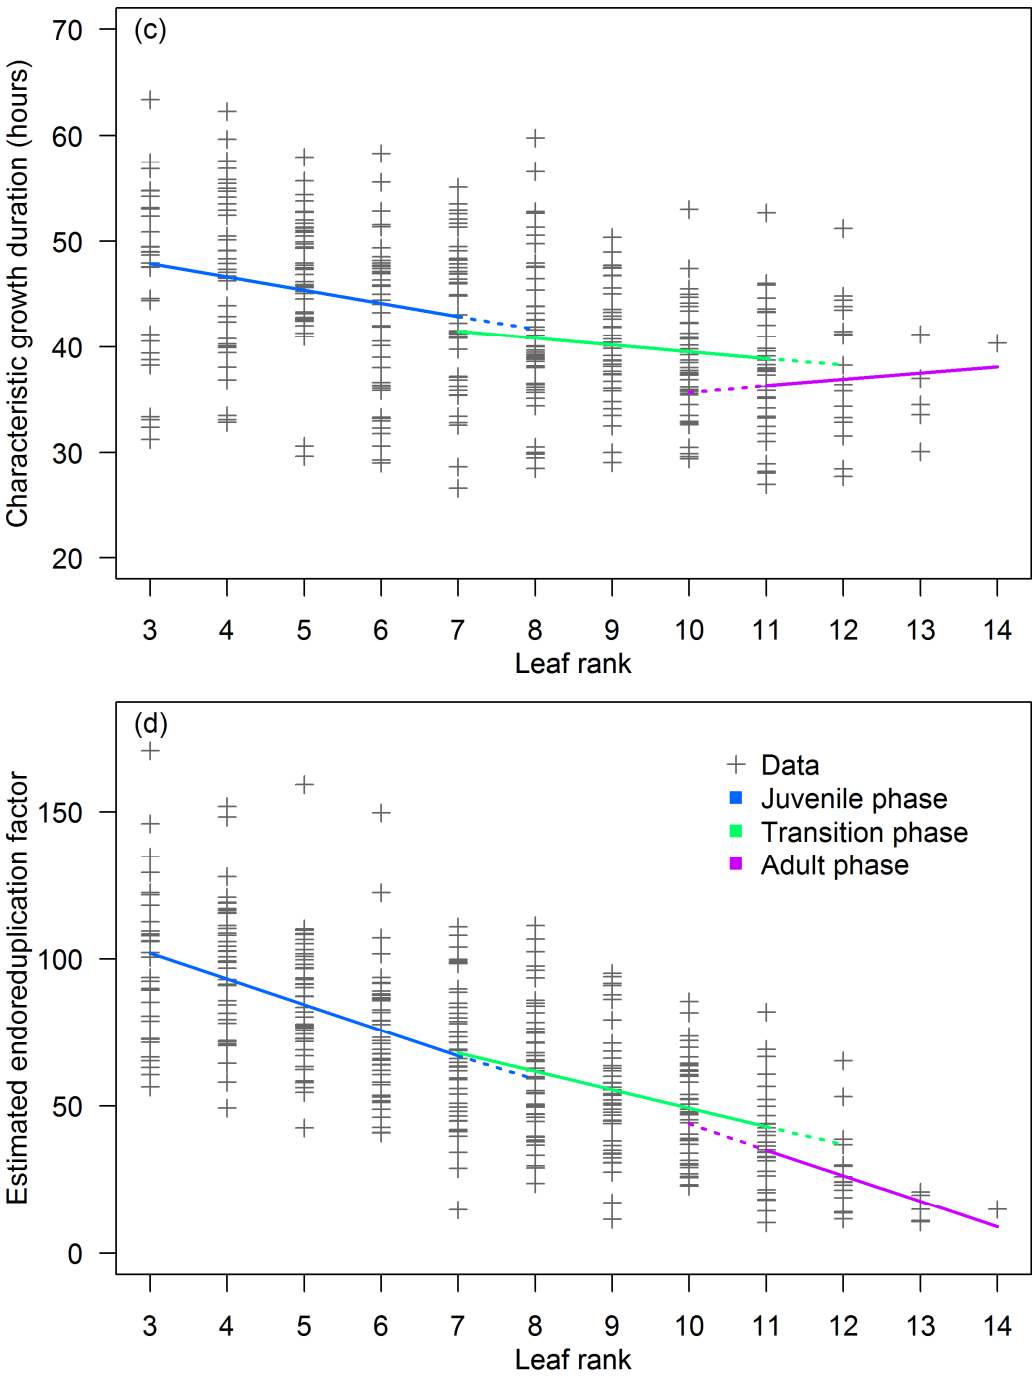 (c)
Characteristic growth duration (hours)
70
60
50
40
30
20
3 4 5 6 7 8 9 10 11 12 13 14
Leaf rank
(d)
Estimated endoreduplication factor
150
100
50
0
Data
Juvenile phase
Transition phase
Adult phase
3 4 5 6 7 8 9 10 11 12 13 14
Leaf rank